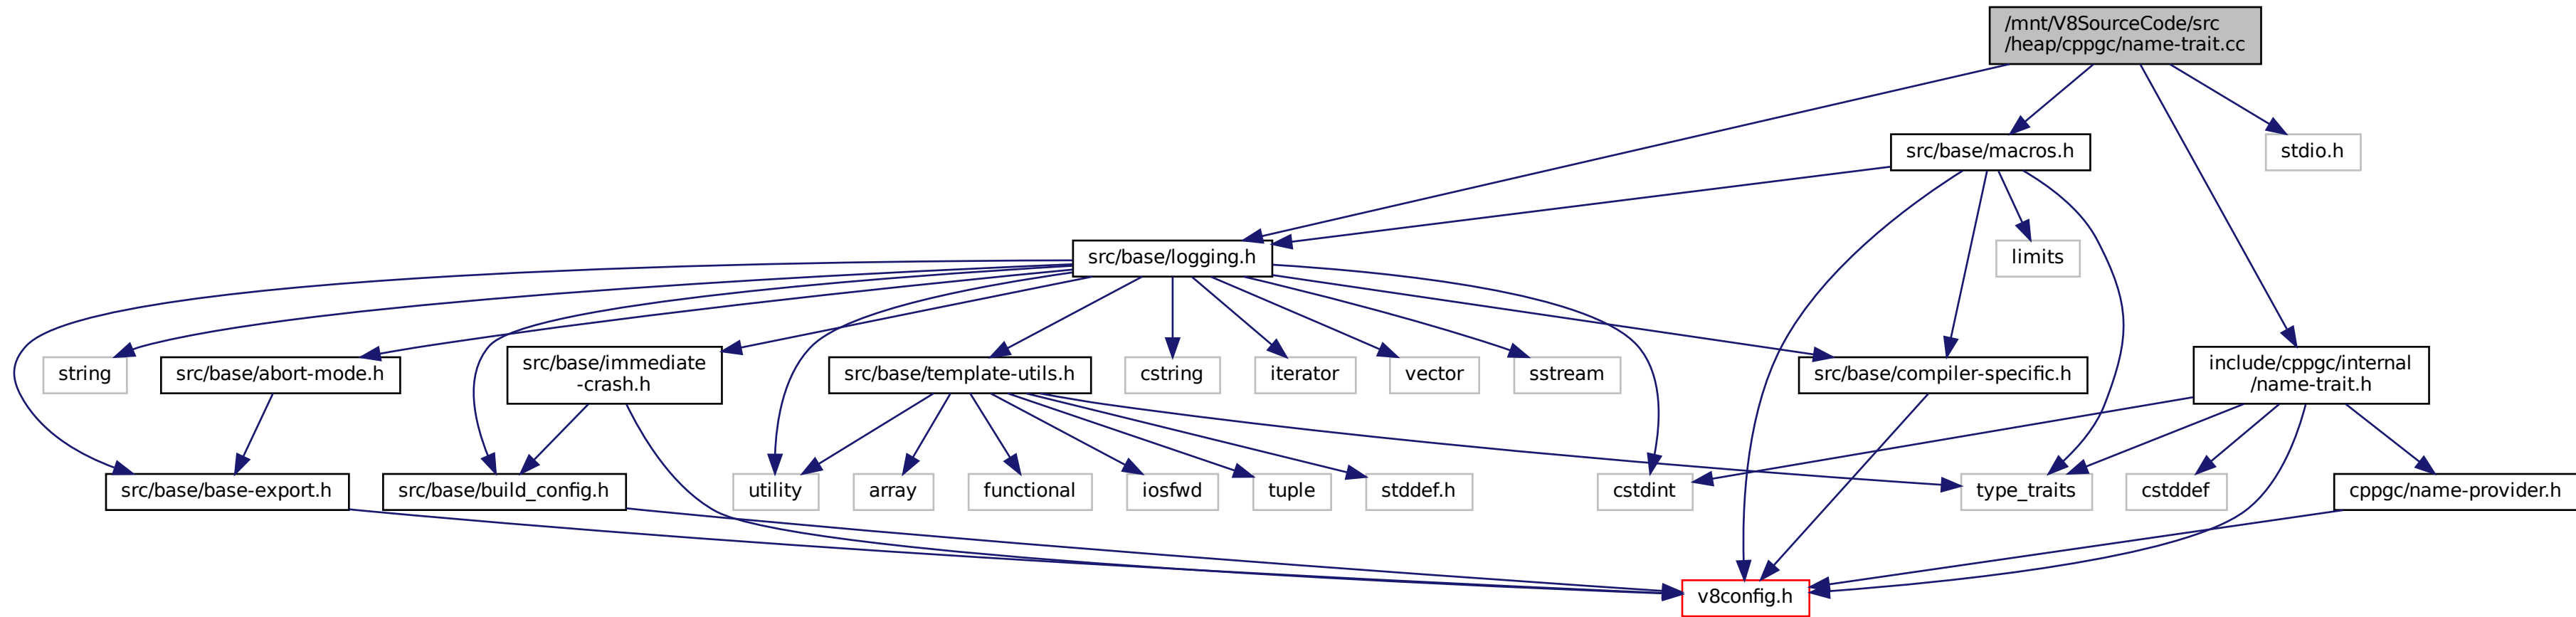 /mnt/V8SourceCode/src
/heap/cppgc/name-trait.cc
src/base/macros.h
stdio.h
src/base/logging.h
limits
string
src/base/abort-mode.h
src/base/immediate
-crash.h
src/base/template-utils.h
cstring
iterator
vector
sstream
src/base/compiler-specific.h
include/cppgc/internal
/name-trait.h
src/base/base-export.h
src/base/build_config.h
utility
array
functional
iosfwd
tuple
stddef.h
cstdint
type_traits
cstddef
cppgc/name-provider.h
v8config.h